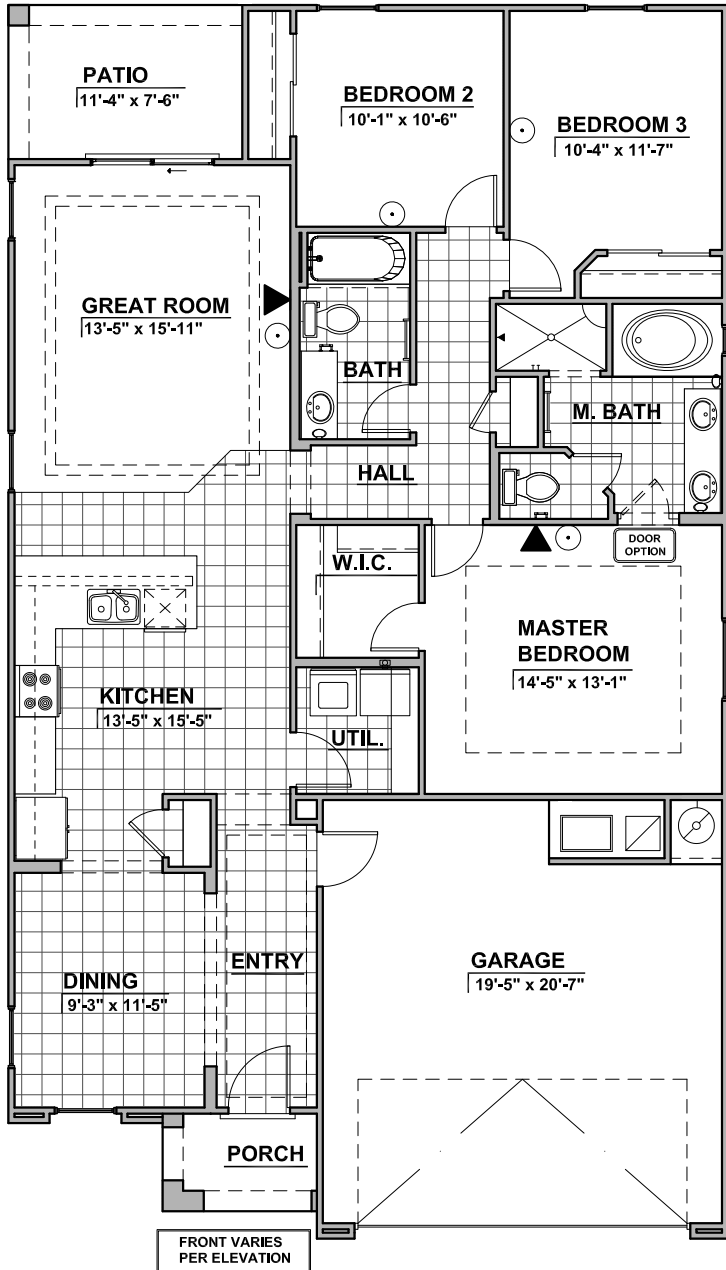 PATIO
11'-4" x 7'-6"
BEDROOM 2
10'-1" x 10'-6"
BEDROOM 3
10'-4" x 11'-7"
GREAT ROOM
13'-5" x 15'-11"
BATH
M. BATH
HALL
DOOR
OPTION
W.I.C.
MASTER
BEDROOM
14'-5" x 13'-1"
KITCHEN
13'-5" x 15'-5"
UTIL.
ENTRY
GARAGE
19'-5" x 20'-7"
DINING
9'-3" x 11'-5"
PORCH
FRONT VARIES
PER ELEVATION